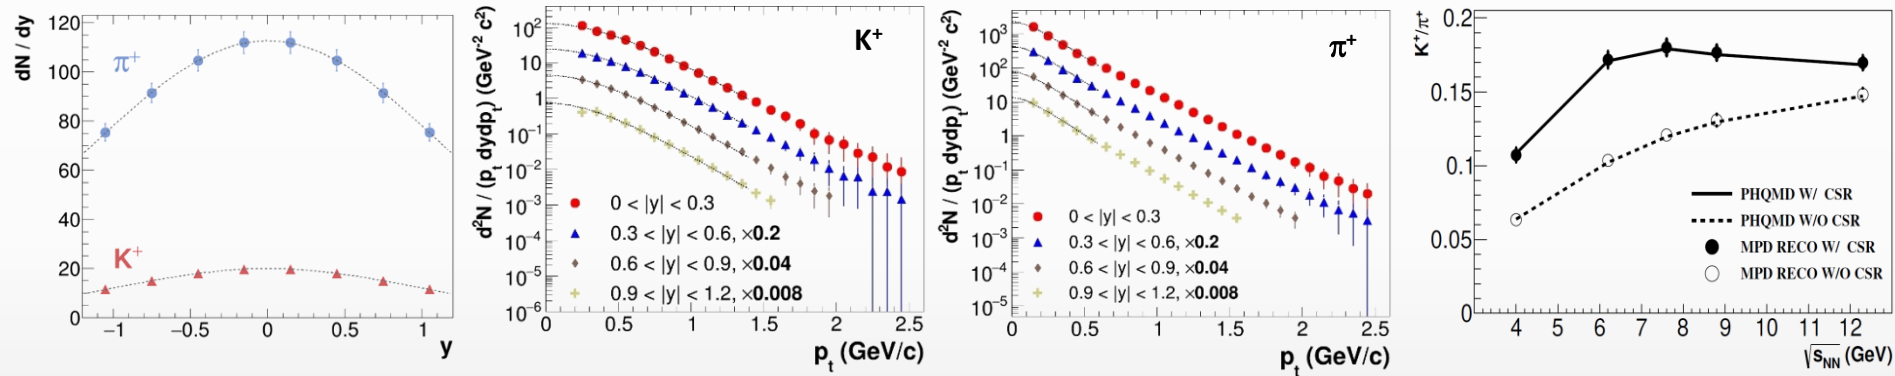 dN / dy
120
100
80
60
40
20
0
π⁺
K⁺
−1
−0.5
0
0.5
1
y
d²N / (pₜ dydpₜ) (GeV⁻² c²)
10²
10
1
10⁻¹
10⁻²
10⁻³
10⁻⁴
10⁻⁵
10⁻⁶
K⁺
0 < |y| < 0.3
0.3 < |y| < 0.6, ×0.2
0.6 < |y| < 0.9, ×0.04
0.9 < |y| < 1.2, ×0.008
0
0.5
1
1.5
2
2.5
pₜ (GeV/c)
d²N / (pₜ dydpₜ) (GeV⁻² c²)
10³
10²
10
1
10⁻¹
10⁻²
10⁻³
10⁻⁴
10⁻⁵
π⁺
0 < |y| < 0.3
0.3 < |y| < 0.6, ×0.2
0.6 < |y| < 0.9, ×0.04
0.9 < |y| < 1.2, ×0.008
0
0.5
1
1.5
2
2.5
pₜ (GeV/c)
K⁺/π⁺
0.2
0.15
0.1
0.05
0
PHQMD W/ CSR
PHQMD W/O CSR
MPD RECO W/ CSR
MPD RECO W/O CSR
4
5
6
7
8
9
10
11
12
√s_NN (GeV)